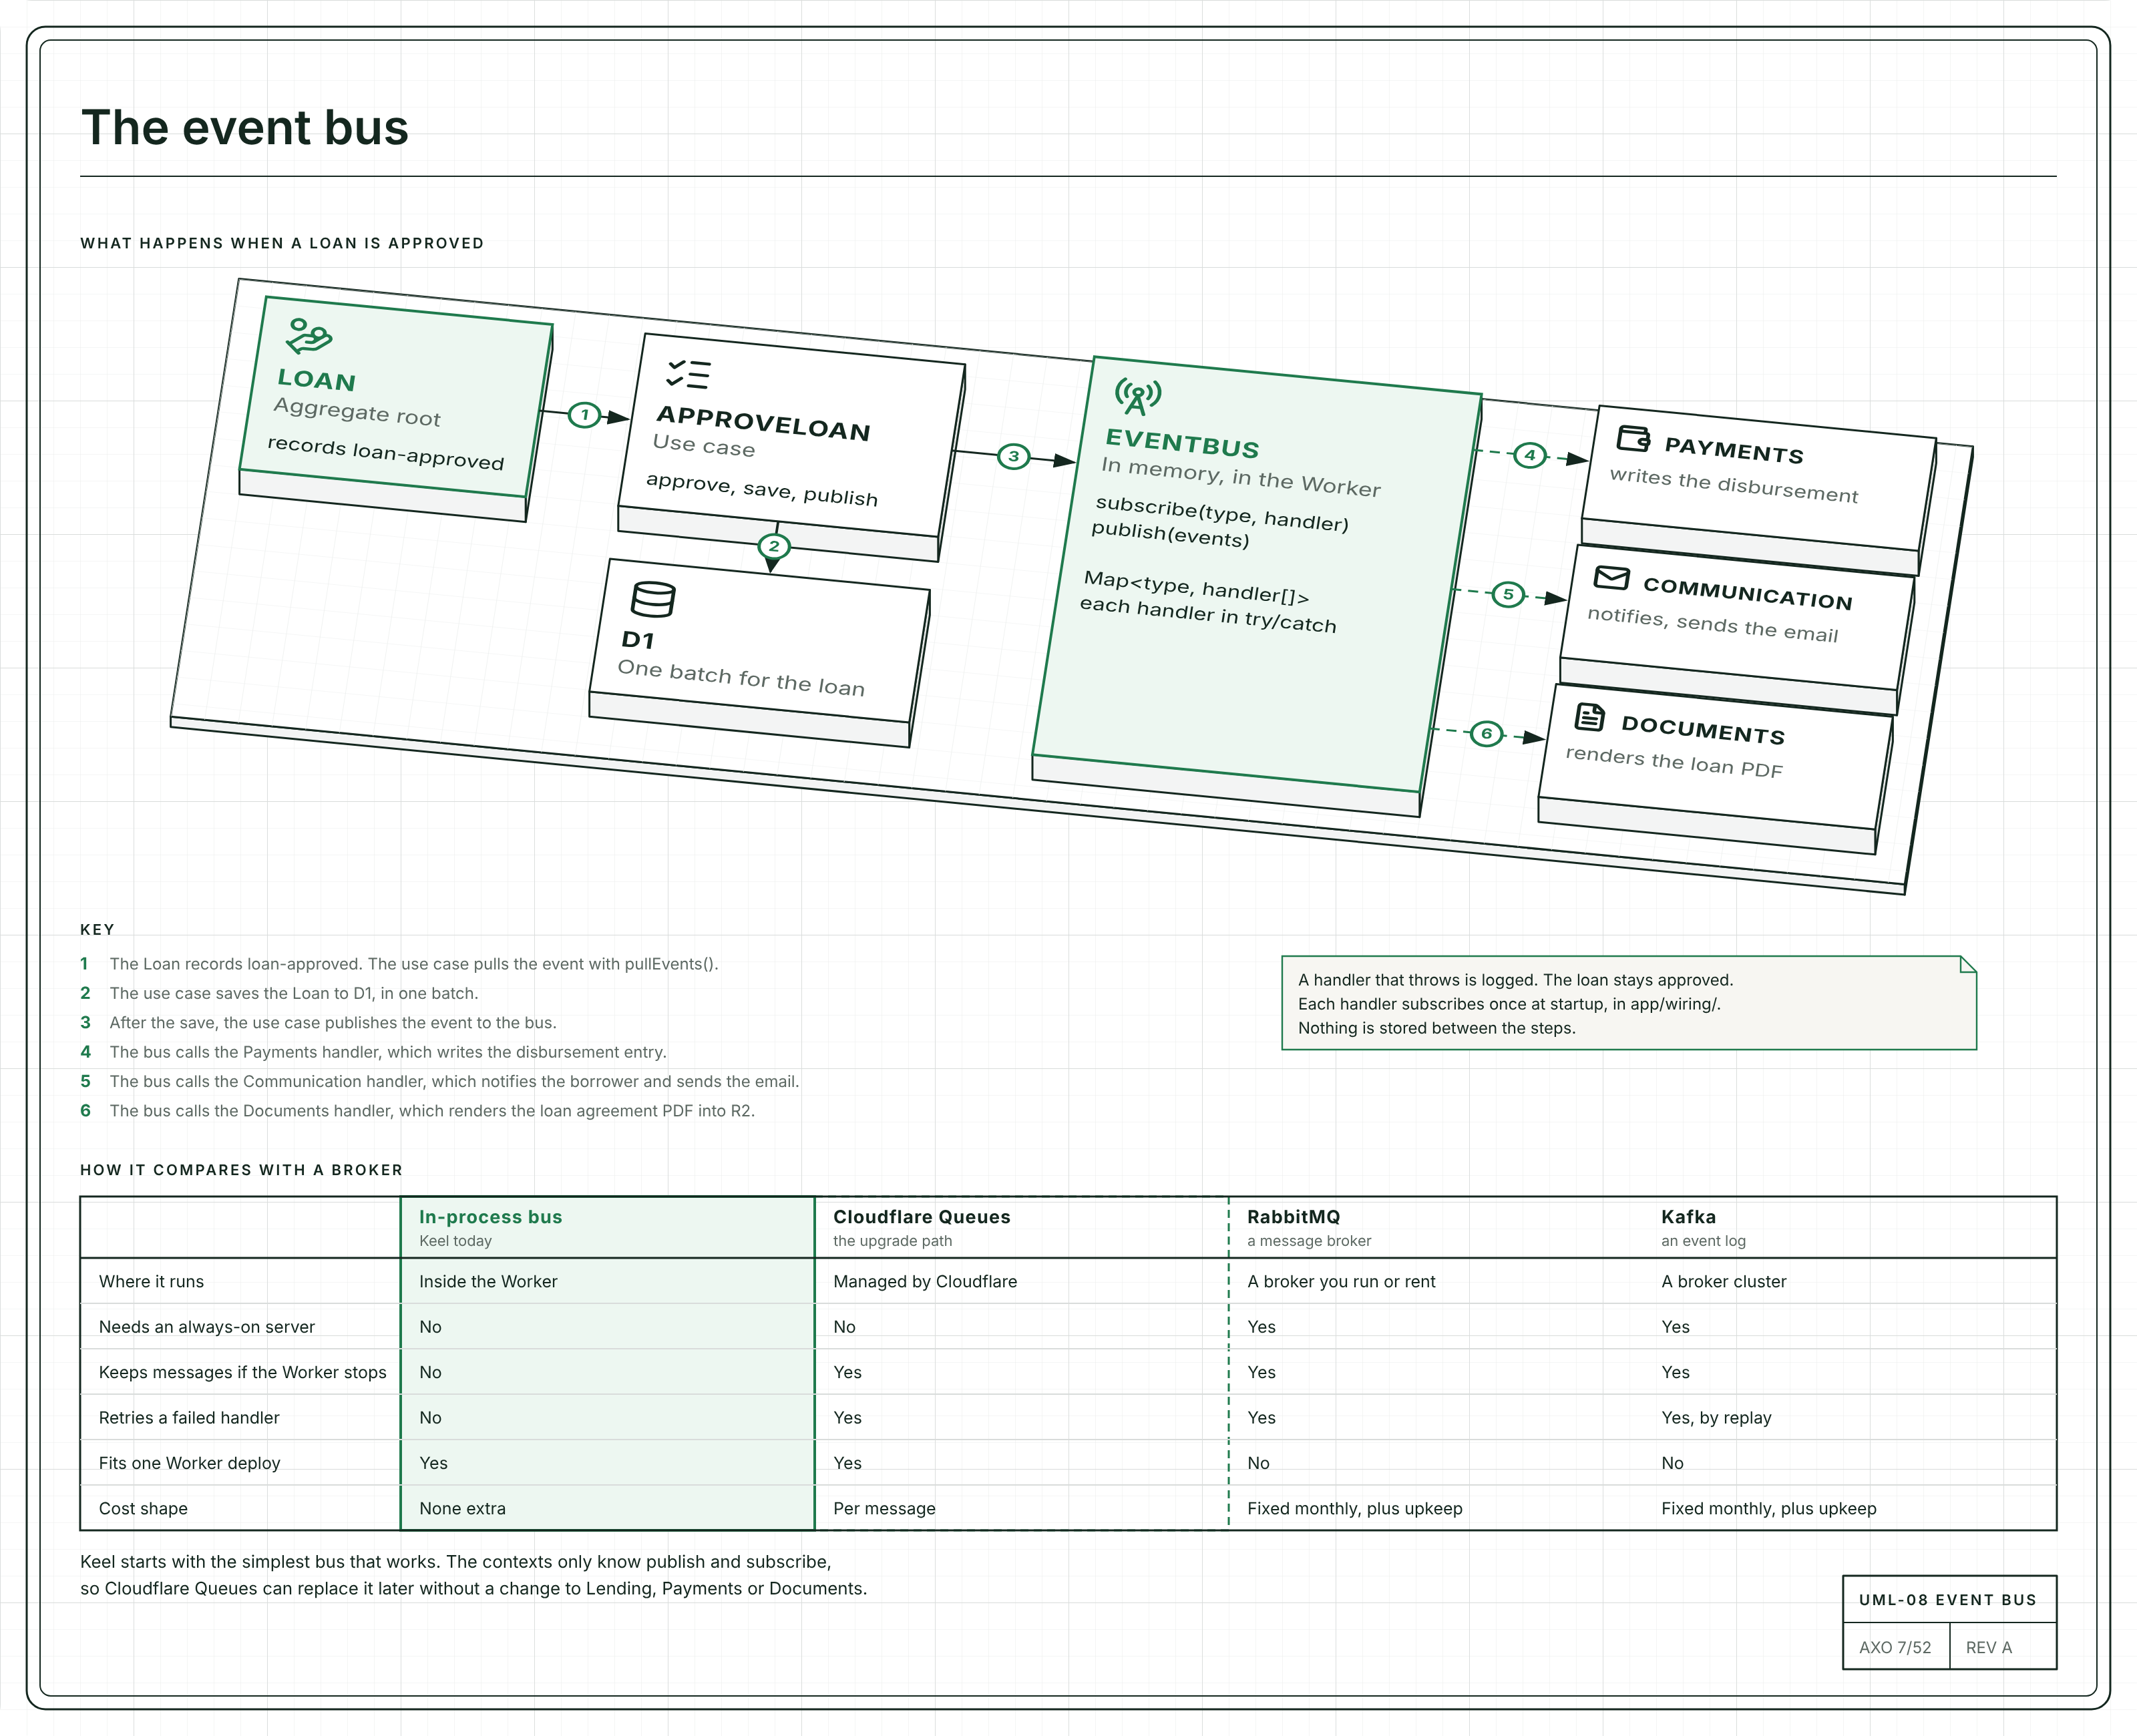 The event bus
WHAT HAPPENS WHEN A LOAN IS APPROVED
LOAN
Aggregate root
records loan-approved
1
APPROVELOAN
Use case
approve, save, publish
2
D1
One batch for the loan
3
EVENTBUS
In memory, in the Worker
subscribe(type, handler)
publish(events)
Map<type, handler[]>
each handler in try/catch
4
PAYMENTS
writes the disbursement
5
COMMUNICATION
notifies, sends the email
6
DOCUMENTS
renders the loan PDF
KEY
1 The Loan records loan-approved. The use case pulls the event with pullEvents().
2 The use case saves the Loan to D1, in one batch.
3 After the save, the use case publishes the event to the bus.
4 The bus calls the Payments handler, which writes the disbursement entry.
5 The bus calls the Communication handler, which notifies the borrower and sends the email.
6 The bus calls the Documents handler, which renders the loan agreement PDF into R2.
A handler that throws is logged. The loan stays approved.
Each handler subscribes once at startup, in app/wiring/.
Nothing is stored between the steps.
HOW IT COMPARES WITH A BROKER
In-process bus Cloudflare Queues RabbitMQ Kafka
Keel today the upgrade path a message broker an event log
Where it runs Inside the Worker Managed by Cloudflare A broker you run or rent A broker cluster
Needs an always-on server No No Yes Yes
Keeps messages if the Worker stops No Yes Yes Yes
Retries a failed handler No Yes Yes Yes, by replay
Fits one Worker deploy Yes Yes No No
Cost shape None extra Per message Fixed monthly, plus upkeep Fixed monthly, plus upkeep
Keel starts with the simplest bus that works. The contexts only know publish and subscribe,
so Cloudflare Queues can replace it later without a change to Lending, Payments or Documents.
UML-08 EVENT BUS
AXO 7/52 REV A